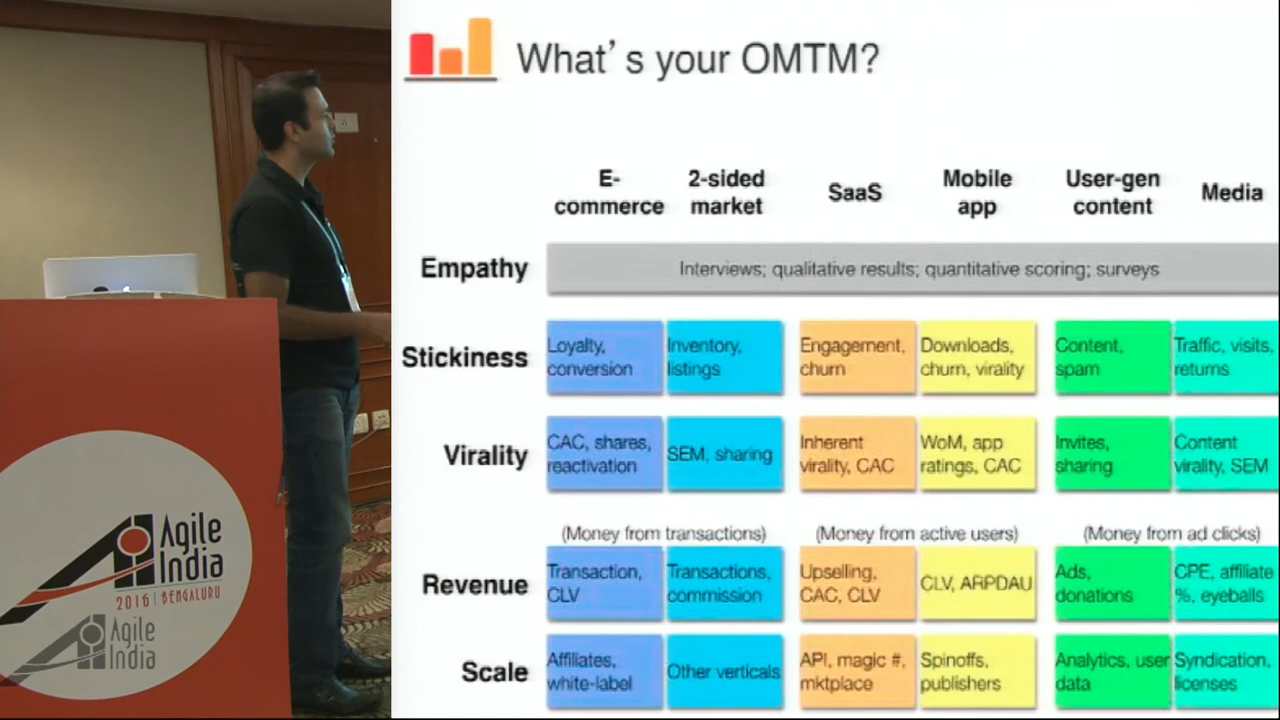 What's your OMTM?
E-
commerce
2-sided
market
SaaS
Mobile
app
User-gen
content
Media
Empathy
Interviews; qualitative results; quantitative scoring; surveys
Stickiness
Loyalty,
conversion
Inventory,
listings
Engagement,
churn
Downloads,
churn, virality
Content,
spam
Traffic, visits,
returns
Virality
CAC, shares,
reactivation
SEM, sharing
Inherent
virality, CAC
WoM, app
ratings, CAC
Invites,
sharing
Content
virality, SEM
(Money from transactions)
(Money from active users)
(Money from ad clicks)
Revenue
Transaction,
CLV
Transactions,
commission
Upselling,
CAC, CLV
CLV, ARPDAU
Ads,
donations
CPE, affiliate
%, eyeballs
Scale
Affiliates,
white-label
Other verticals
API, magic #,
mktplace
Spinoffs,
publishers
Analytics, user
data
Syndication,
licenses
Agile
India
2016 | BENGALURU
Agile
India